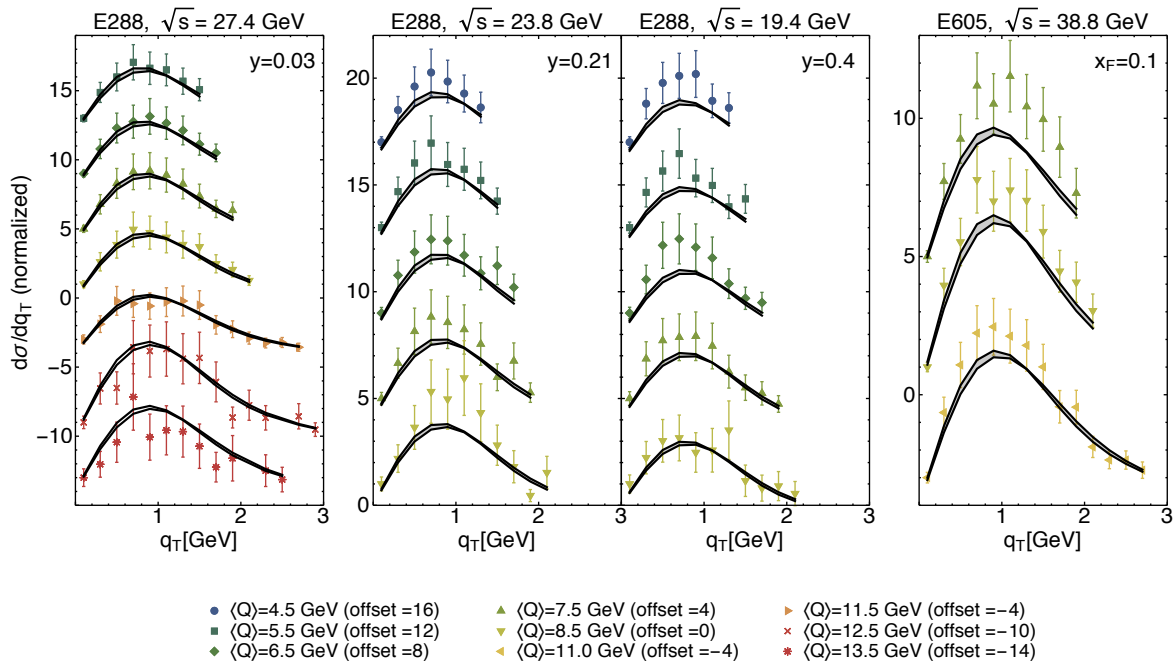 E288, √s = 27.4 GeV
E288, √s = 23.8 GeV
E288, √s = 19.4 GeV
E605, √s = 38.8 GeV
y=0.03
y=0.21
y=0.4
x_F=0.1
dσ/dq_T (normalized)
15
10
5
0
−5
−10
20
15
10
5
0
10
5
0
1 2 3
1 2
1 2 3
1 2 3
q_T[GeV]
q_T[GeV]
q_T[GeV]
q_T[GeV]
⟨Q⟩=4.5 GeV (offset =16)
⟨Q⟩=5.5 GeV (offset =12)
⟨Q⟩=6.5 GeV (offset =8)
⟨Q⟩=7.5 GeV (offset =4)
⟨Q⟩=8.5 GeV (offset =0)
⟨Q⟩=11.0 GeV (offset =−4)
⟨Q⟩=11.5 GeV (offset =−4)
⟨Q⟩=12.5 GeV (offset =−10)
⟨Q⟩=13.5 GeV (offset =−14)